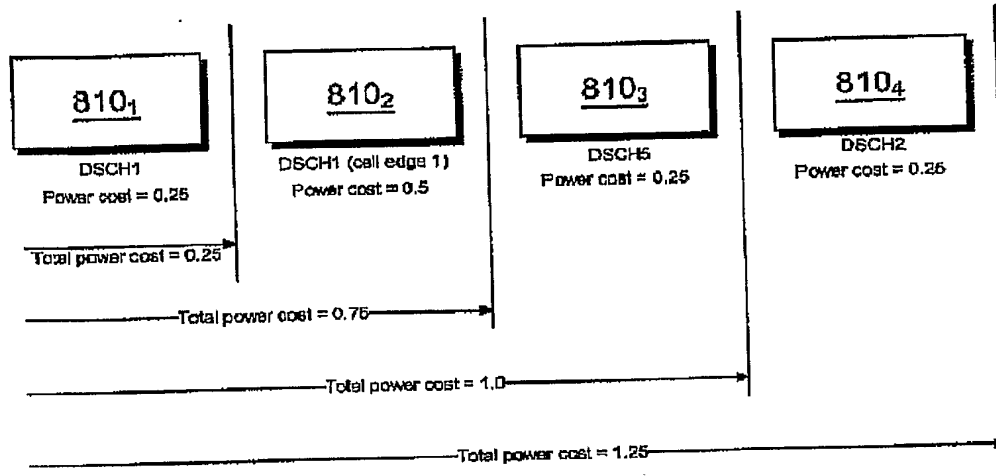 810₁
DSCH1
Power cost = 0.25
810₂
DSCH1 (cell edge 1)
Power cost = 0.5
810₃
DSCH5
Power cost = 0.25
810₄
DSCH2
Power cost = 0.25
Total power cost = 0.25
Total power cost = 0.75
Total power cost = 1.0
Total power cost = 1.25